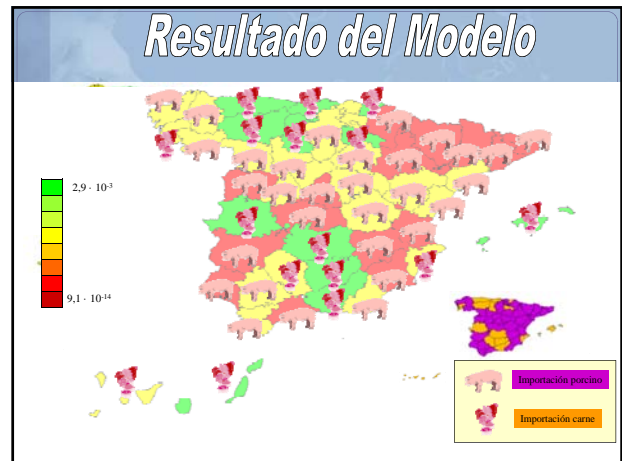 Resultado del Modelo
2,9 · 10-³
9,1 · 10-¹⁴
Importación porcino
Importación carne